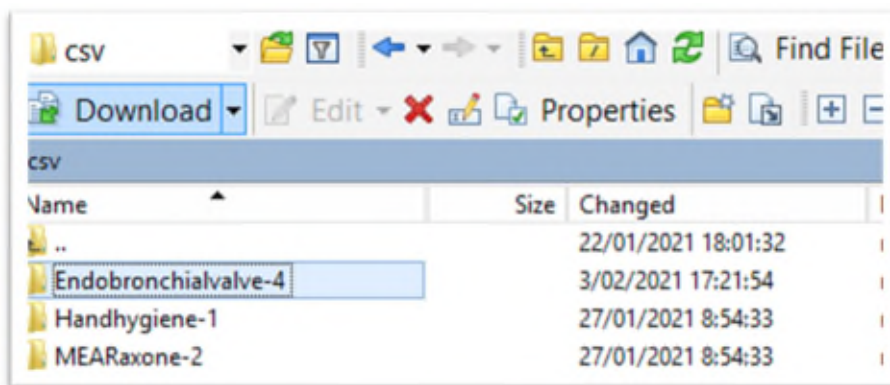 csv Find File
Download Edit Properties
csv
Name Size Changed
.. 22/01/2021 18:01:32
Endobronchialvalve-4 3/02/2021 17:21:54
Handhygiene-1 27/01/2021 8:54:33
MEARaxone-2 27/01/2021 8:54:33